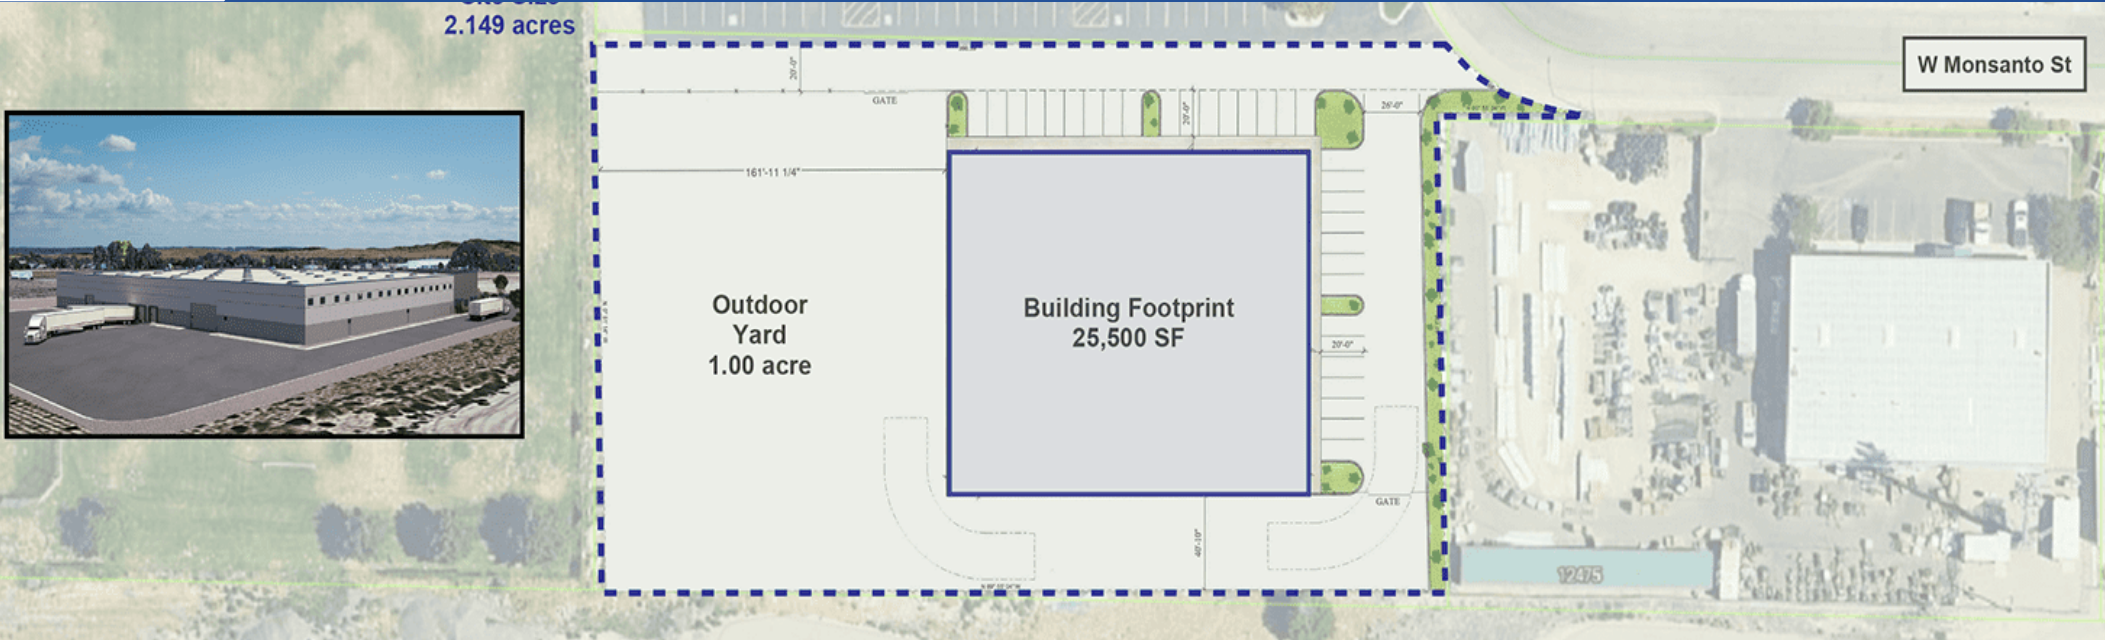 2.149 acres
W Monsanto St
20'-0"
GATE
20'-0"
26'-0"
161'-11 1/4"
Outdoor
Yard
1.00 acre
Building Footprint
25,500 SF
20'-0"
GATE
40'-10"
12475